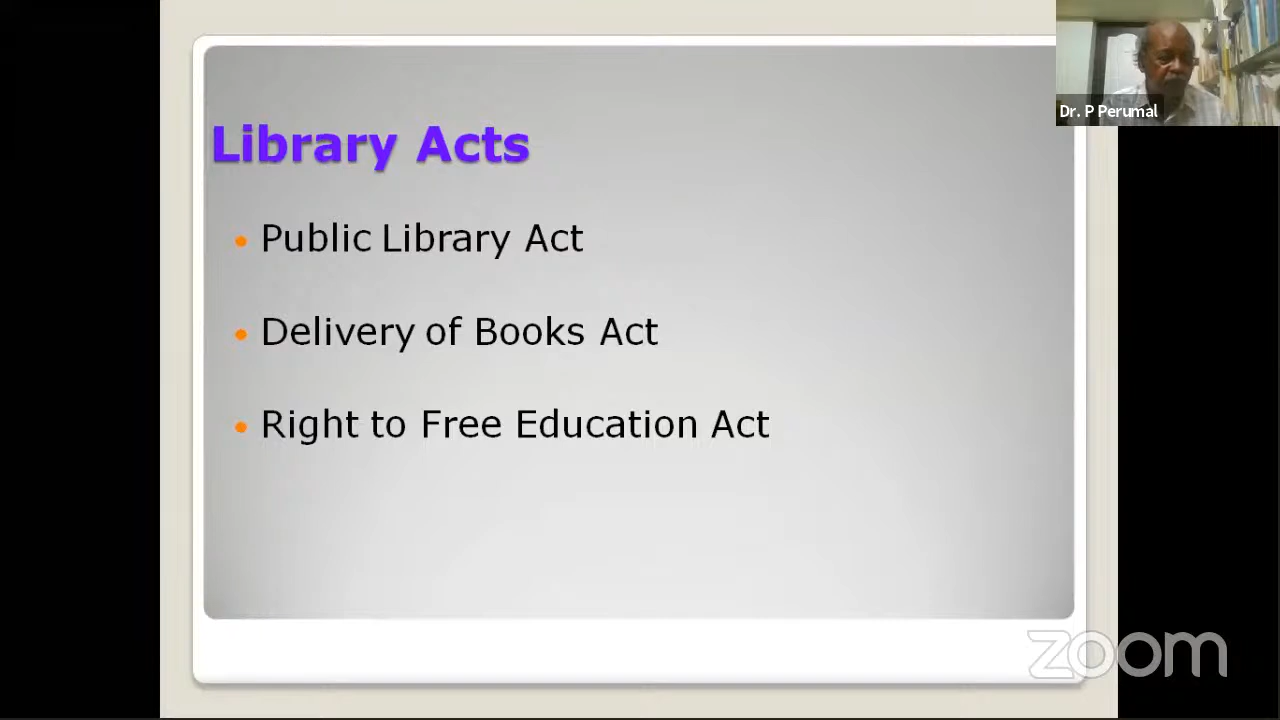 Dr. P Perumal
Library Acts
Public Library Act
Delivery of Books Act
Right to Free Education Act
zoom